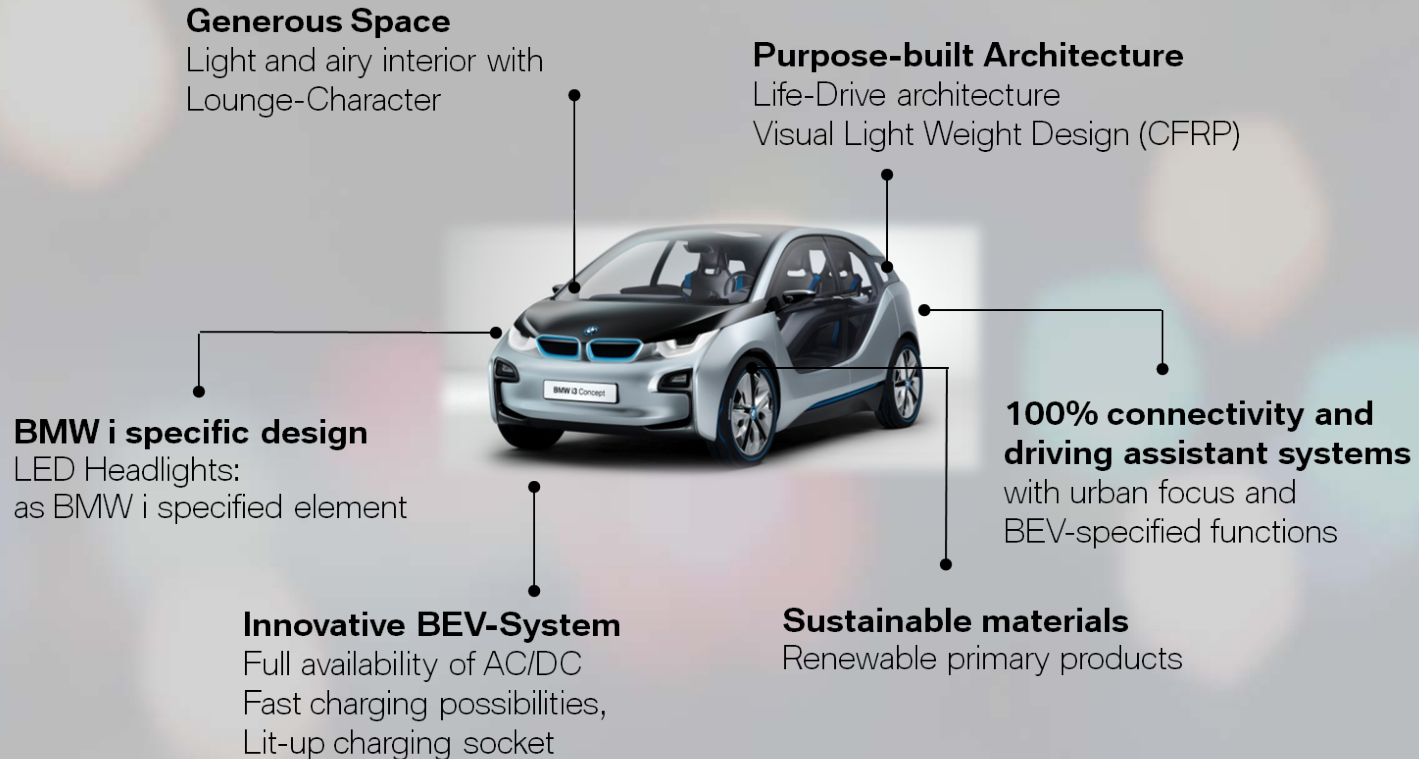 Generous Space
Light and airy interior with
Lounge-Character
Purpose-built Architecture
Life-Drive architecture
Visual Light Weight Design (CFRP)
BMW i3 Concept
BMW i specific design
LED Headlights:
as BMW i specified element
100% connectivity and
driving assistant systems
with urban focus and
BEV-specified functions
Innovative BEV-System
Full availability of AC/DC
Fast charging possibilities,
Lit-up charging socket
Sustainable materials
Renewable primary products